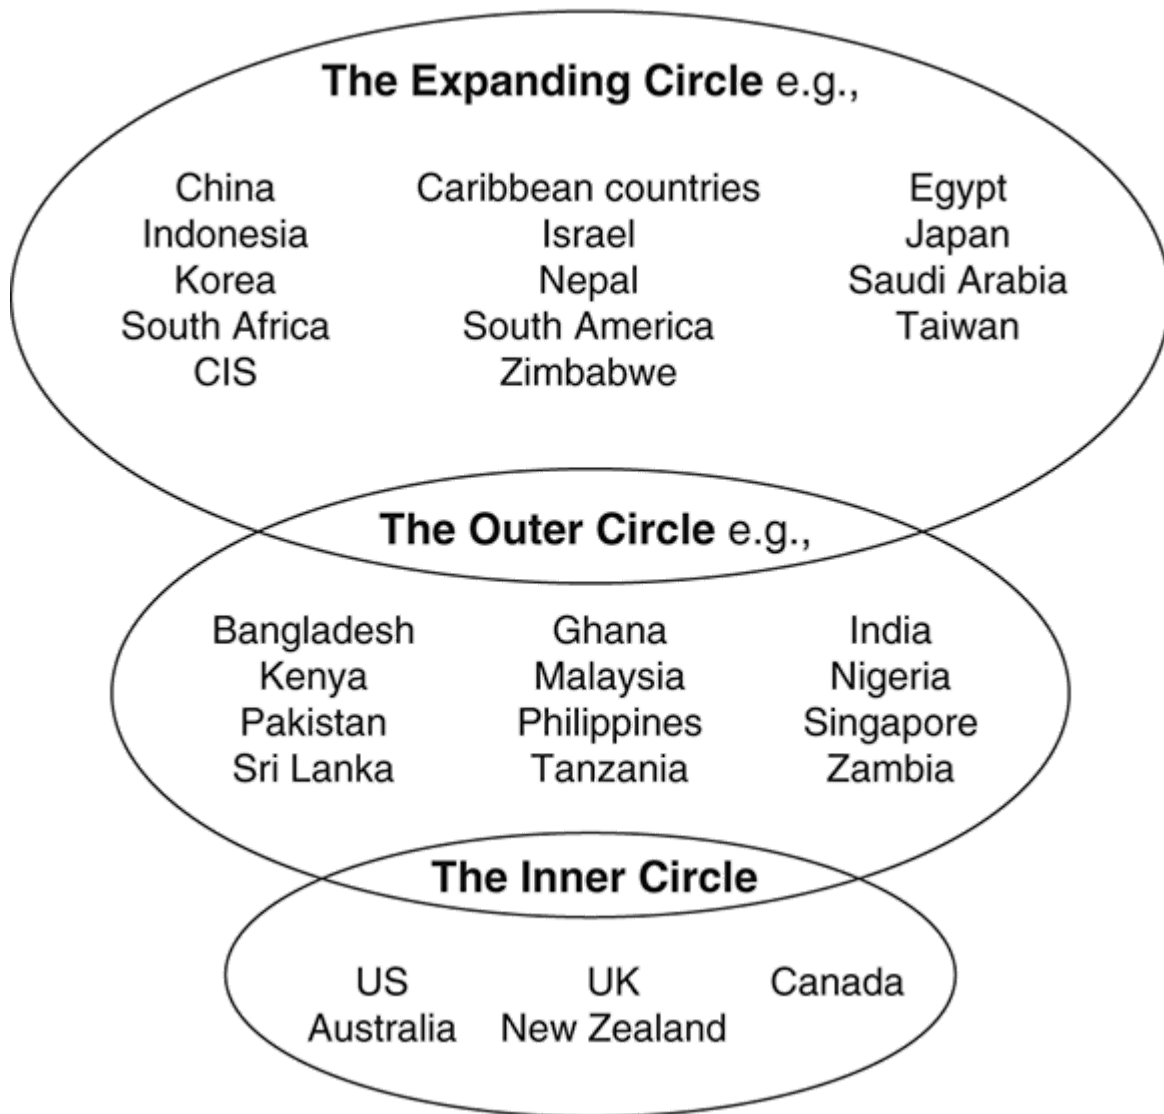 The Expanding Circle e.g.,
China Caribbean countries Egypt
Indonesia Israel Japan
Korea Nepal Saudi Arabia
South Africa South America Taiwan
CIS Zimbabwe
The Outer Circle e.g.,
Bangladesh Ghana India
Kenya Malaysia Nigeria
Pakistan Philippines Singapore
Sri Lanka Tanzania Zambia
The Inner Circle
US UK Canada
Australia New Zealand